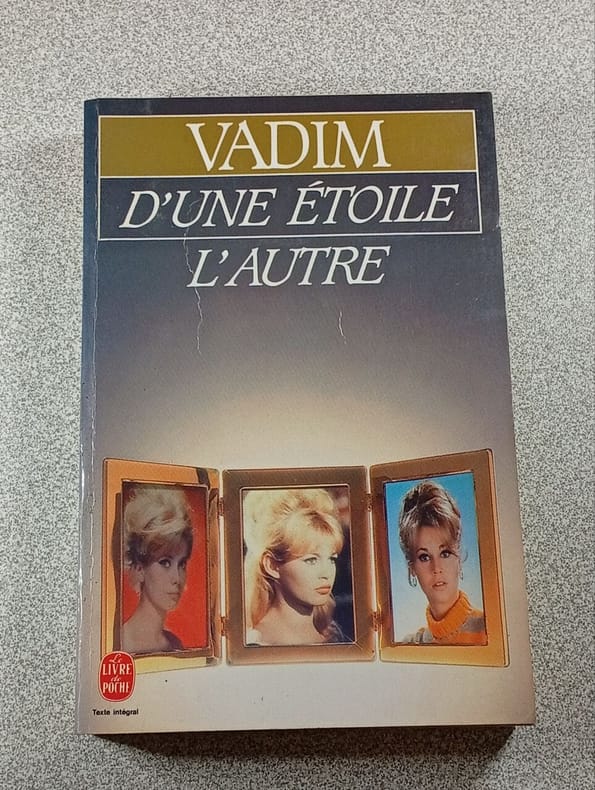 VADIM
D'UNE ÉTOILE
L'AUTRE
Le
LIVRE
de
POCHE
Texte intégral